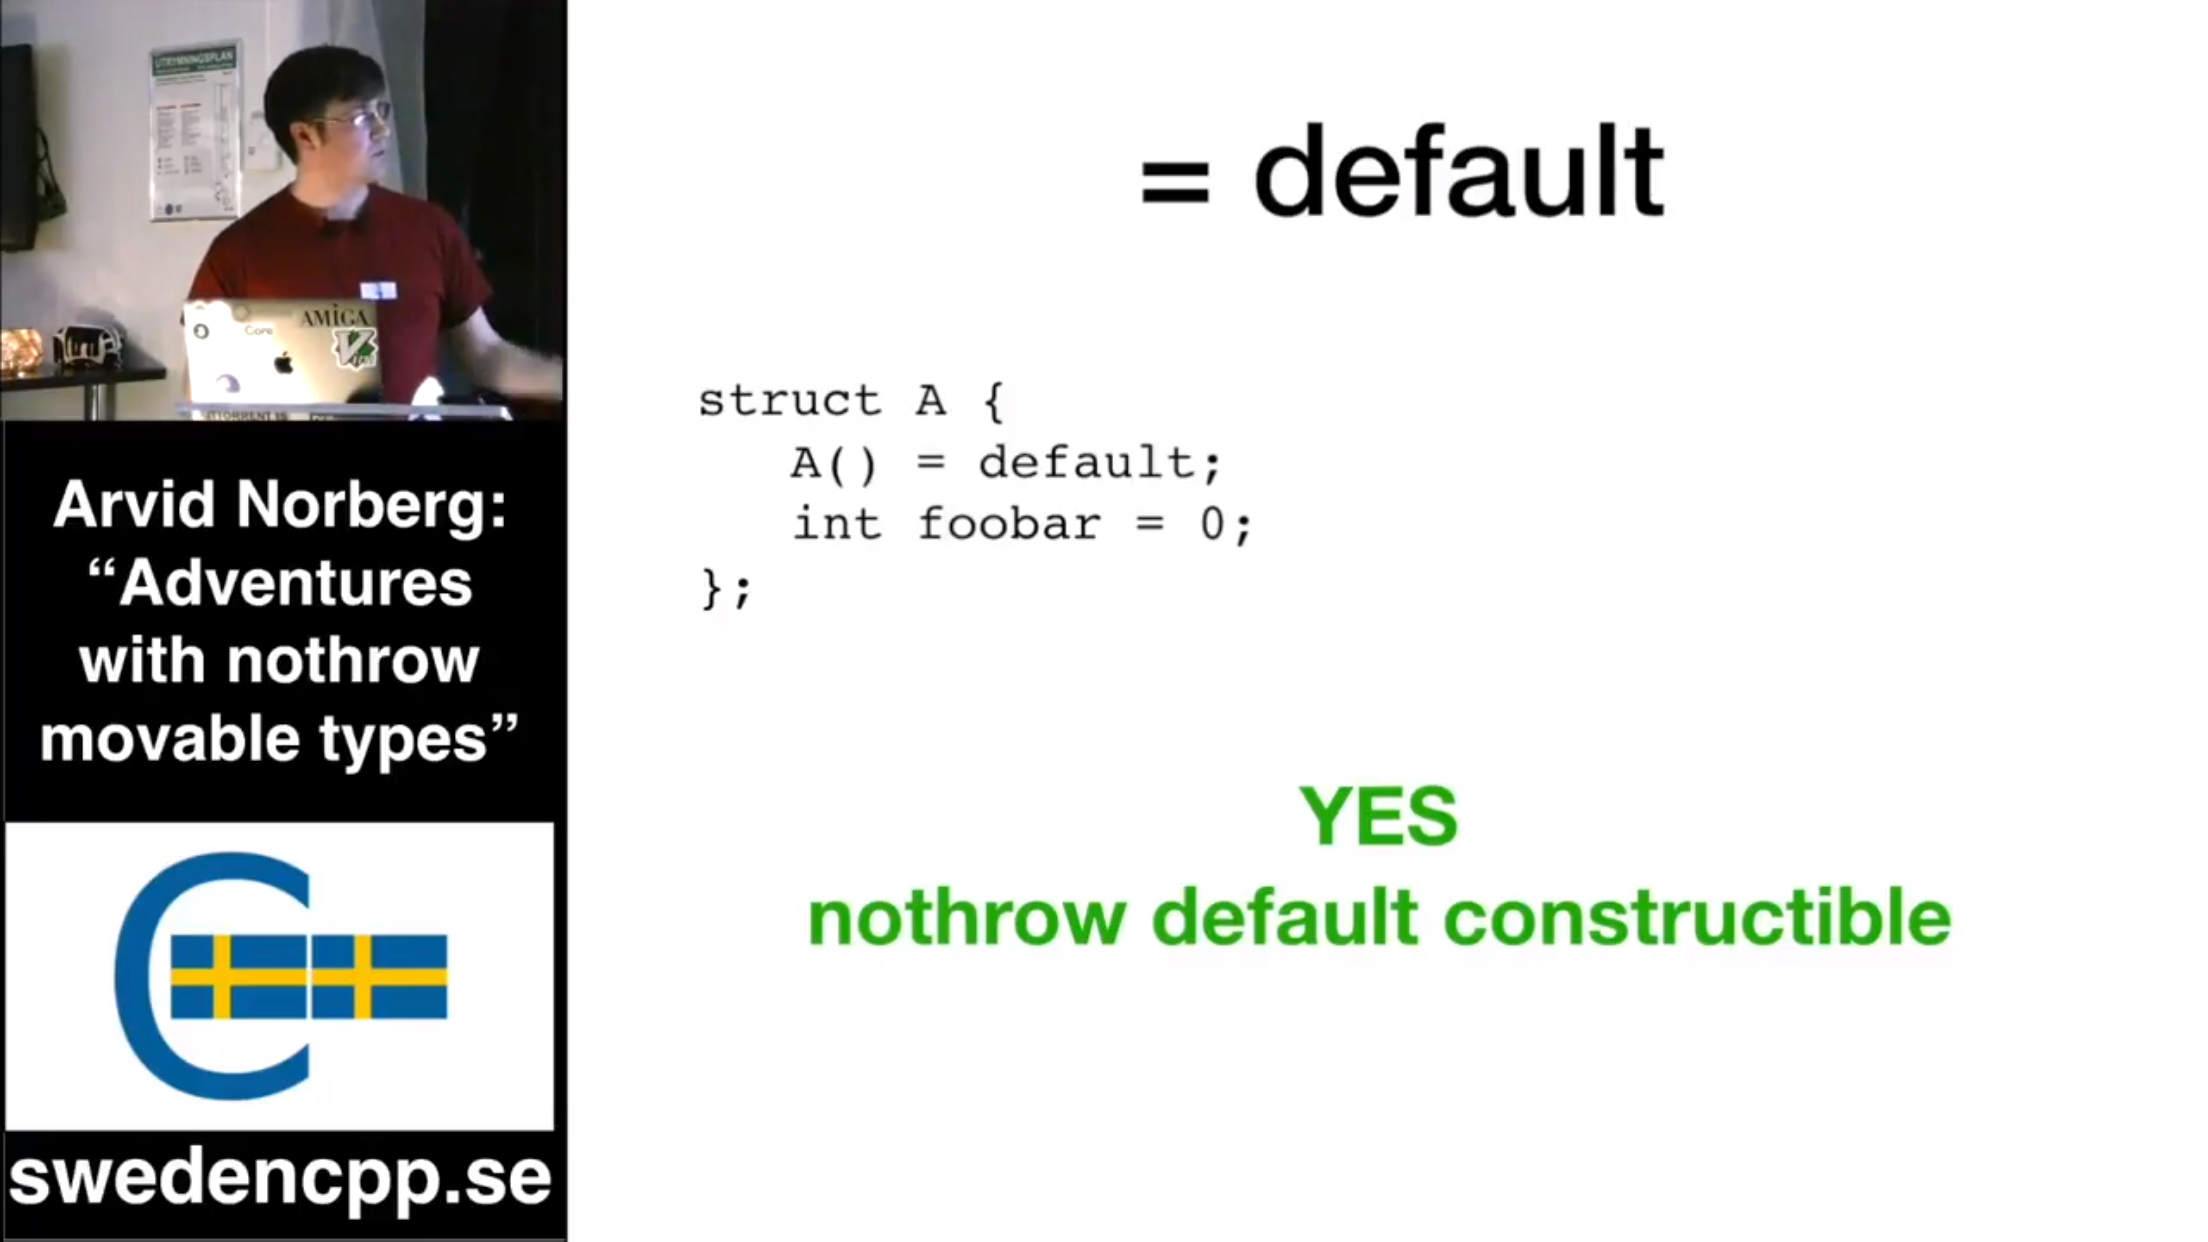 UTRYMNINGSPLAN
Core
AMIGA
Arvid Norberg:
“Adventures
with nothrow
movable types”
swedencpp.se
= default
struct A {
A() = default;
int foobar = 0;
};
YES
nothrow default constructible